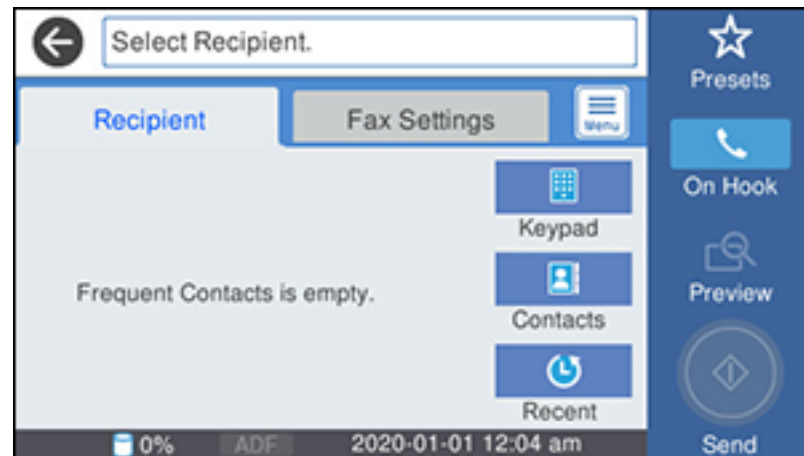 Select Recipient.
Presets
Recipient
Fax Settings
Menu
On Hook
Keypad
Preview
Frequent Contacts is empty.
Contacts
Recent
0% ADF 2020-01-01 12:04 am
Send